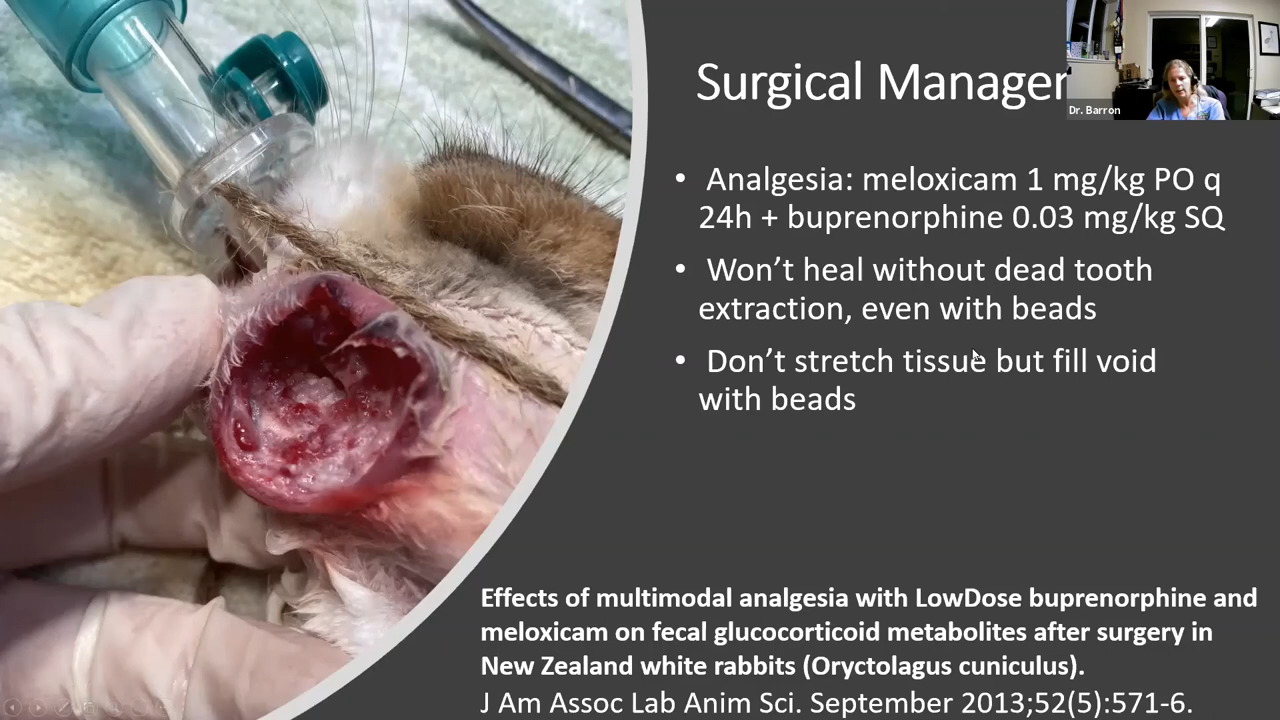 Surgical Manager
Dr. Barron
• Analgesia: meloxicam 1 mg/kg PO q
24h + buprenorphine 0.03 mg/kg SQ
• Won’t heal without dead tooth
extraction, even with beads
• Don’t stretch tissue but fill void
with beads
Effects of multimodal analgesia with LowDose buprenorphine and
meloxicam on fecal glucocorticoid metabolites after surgery in
New Zealand white rabbits (Oryctolagus cuniculus).
J Am Assoc Lab Anim Sci. September 2013;52(5):571-6.